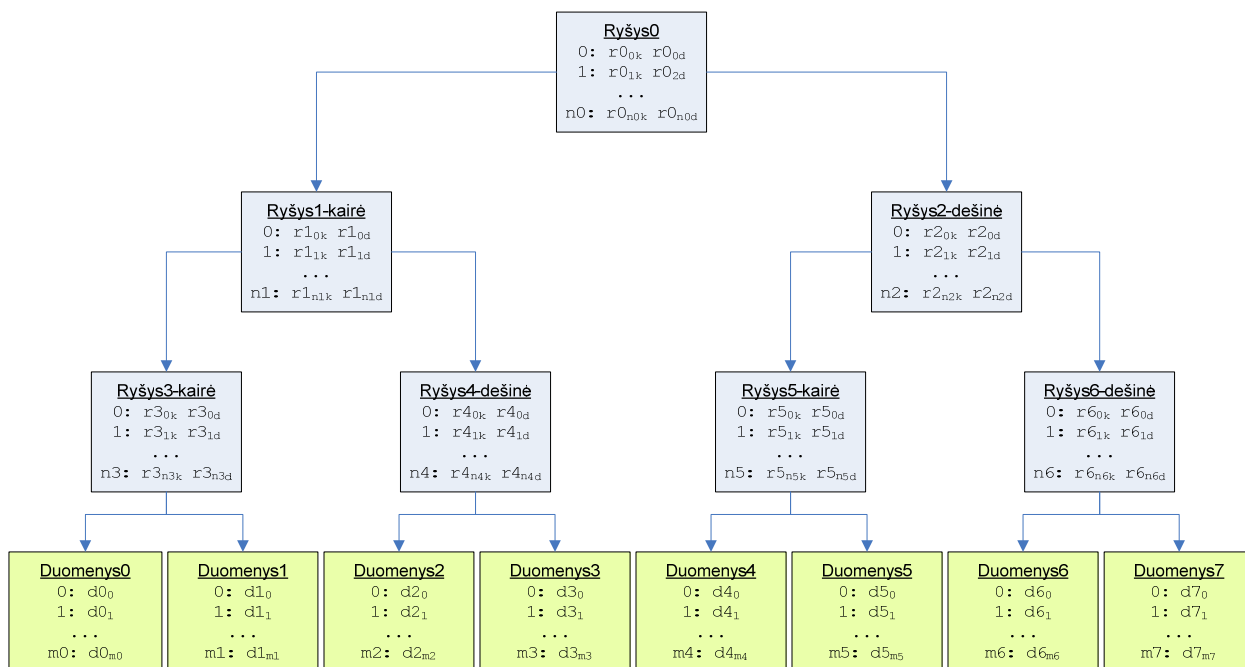 Ryšys0
0: r00k r00d
1: r01k r02d
...
n0: r0n0k r0n0d
Ryšys1-kairė
0: r10k r10d
1: r11k r11d
...
n1: r1n1k r1n1d
Ryšys2-dešinė
0: r20k r20d
1: r21k r21d
...
n2: r2n2k r2n2d
Ryšys3-kairė
0: r30k r30d
1: r31k r31d
...
n3: r3n3k r3n3d
Ryšys4-dešinė
0: r40k r40d
1: r41k r41d
...
n4: r4n4k r4n4d
Ryšys5-kairė
0: r50k r50d
1: r51k r51d
...
n5: r5n5k r5n5d
Ryšys6-dešinė
0: r60k r60d
1: r61k r61d
...
n6: r6n6k r6n6d
Duomenys0
0: d00
1: d01
...
m0: d0m0
Duomenys1
0: d10
1: d11
...
m1: d1m1
Duomenys2
0: d20
1: d21
...
m2: d2m2
Duomenys3
0: d30
1: d31
...
m3: d3m3
Duomenys4
0: d40
1: d41
...
m4: d4m4
Duomenys5
0: d50
1: d51
...
m5: d5m5
Duomenys6
0: d60
1: d61
...
m6: d6m6
Duomenys7
0: d70
1: d71
...
m7: d7m7